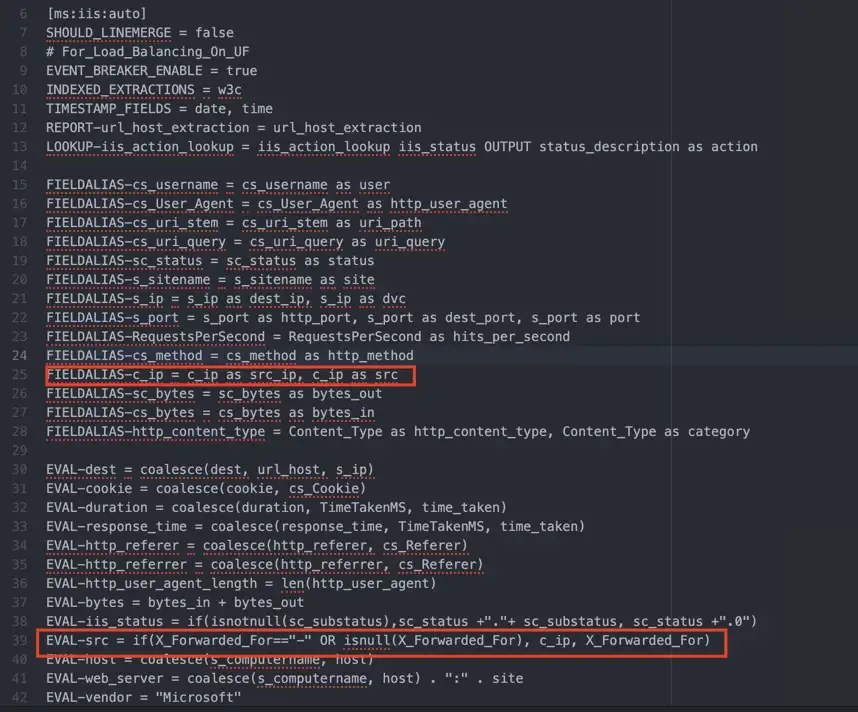 6 [ms:iis:auto]
7 SHOULD_LINEMERGE = false
8 # For_Load_Balancing_On_UF
9 EVENT_BREAKER_ENABLE = true
10 INDEXED_EXTRACTIONS = w3c
11 TIMESTAMP_FIELDS = date, time
12 REPORT-url_host_extraction = url_host_extraction
13 LOOKUP-iis_action_lookup = iis_action_lookup iis_status OUTPUT status_description as action
14
15 FIELDALIAS-cs_username = cs_username as user
16 FIELDALIAS-cs_User_Agent = cs_User_Agent as http_user_agent
17 FIELDALIAS-cs_uri_stem = cs_uri_stem as uri_path
18 FIELDALIAS-cs_uri_query = cs_uri_query as uri_query
19 FIELDALIAS-sc_status = sc_status as status
20 FIELDALIAS-s_sitename = s_sitename as site
21 FIELDALIAS-s_ip = s_ip as dest_ip, s_ip as dvc
22 FIELDALIAS-s_port = s_port as http_port, s_port as dest_port, s_port as port
23 FIELDALIAS-RequestsPerSecond = RequestsPerSecond as hits_per_second
24 FIELDALIAS-cs_method = cs_method as http_method
25 FIELDALIAS-c_ip = c_ip as src_ip, c_ip as src
26 FIELDALIAS-sc_bytes = sc_bytes as bytes_out
27 FIELDALIAS-cs_bytes = cs_bytes as bytes_in
28 FIELDALIAS-http_content_type = Content_Type as http_content_type, Content_Type as category
29
30 EVAL-dest = coalesce(dest, url_host, s_ip)
31 EVAL-cookie = coalesce(cookie, cs_Cookie)
32 EVAL-duration = coalesce(duration, TimeTakenMS, time_taken)
33 EVAL-response_time = coalesce(response_time, TimeTakenMS, time_taken)
34 EVAL-http_referer = coalesce(http_referer, cs_Referer)
35 EVAL-http_referrer = coalesce(http_referrer, cs_Referer)
36 EVAL-http_user_agent_length = len(http_user_agent)
37 EVAL-bytes = bytes_in + bytes_out
38 EVAL-iis_status = if(isnotnull(sc_substatus),sc_status +"."+ sc_substatus, sc_status +".0")
39 EVAL-src = if(X_Forwarded_For=="-" OR isnull(X_Forwarded_For), c_ip, X_Forwarded_For)
40 EVAL-host = coalesce(s_computername, host)
41 EVAL-web_server = coalesce(s_computername, host) . ":" . site
42 EVAL-vendor = "Microsoft"